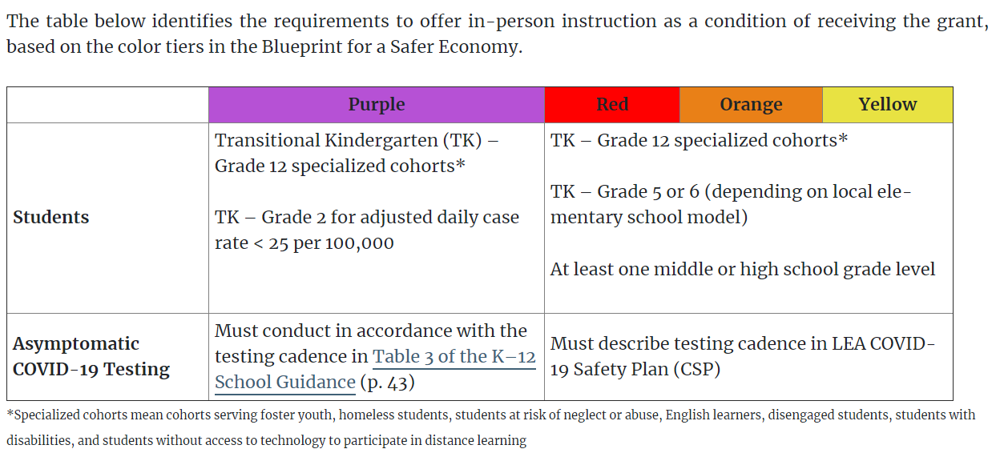 The table below identifies the requirements to offer in-person instruction as a condition of receiving the grant,
based on the color tiers in the Blueprint for a Safer Economy.
Purple Red Orange Yellow
Students
Transitional Kindergarten (TK) –
Grade 12 specialized cohorts*
TK – Grade 2 for adjusted daily case
rate < 25 per 100,000
TK – Grade 12 specialized cohorts*
TK – Grade 5 or 6 (depending on local ele-
mentary school model)
At least one middle or high school grade level
Asymptomatic
COVID-19 Testing
Must conduct in accordance with the
testing cadence in Table 3 of the K–12
School Guidance (p. 43)
Must describe testing cadence in LEA COVID-
19 Safety Plan (CSP)
*Specialized cohorts mean cohorts serving foster youth, homeless students, students at risk of neglect or abuse, English learners, disengaged students, students with
disabilities, and students without access to technology to participate in distance learning